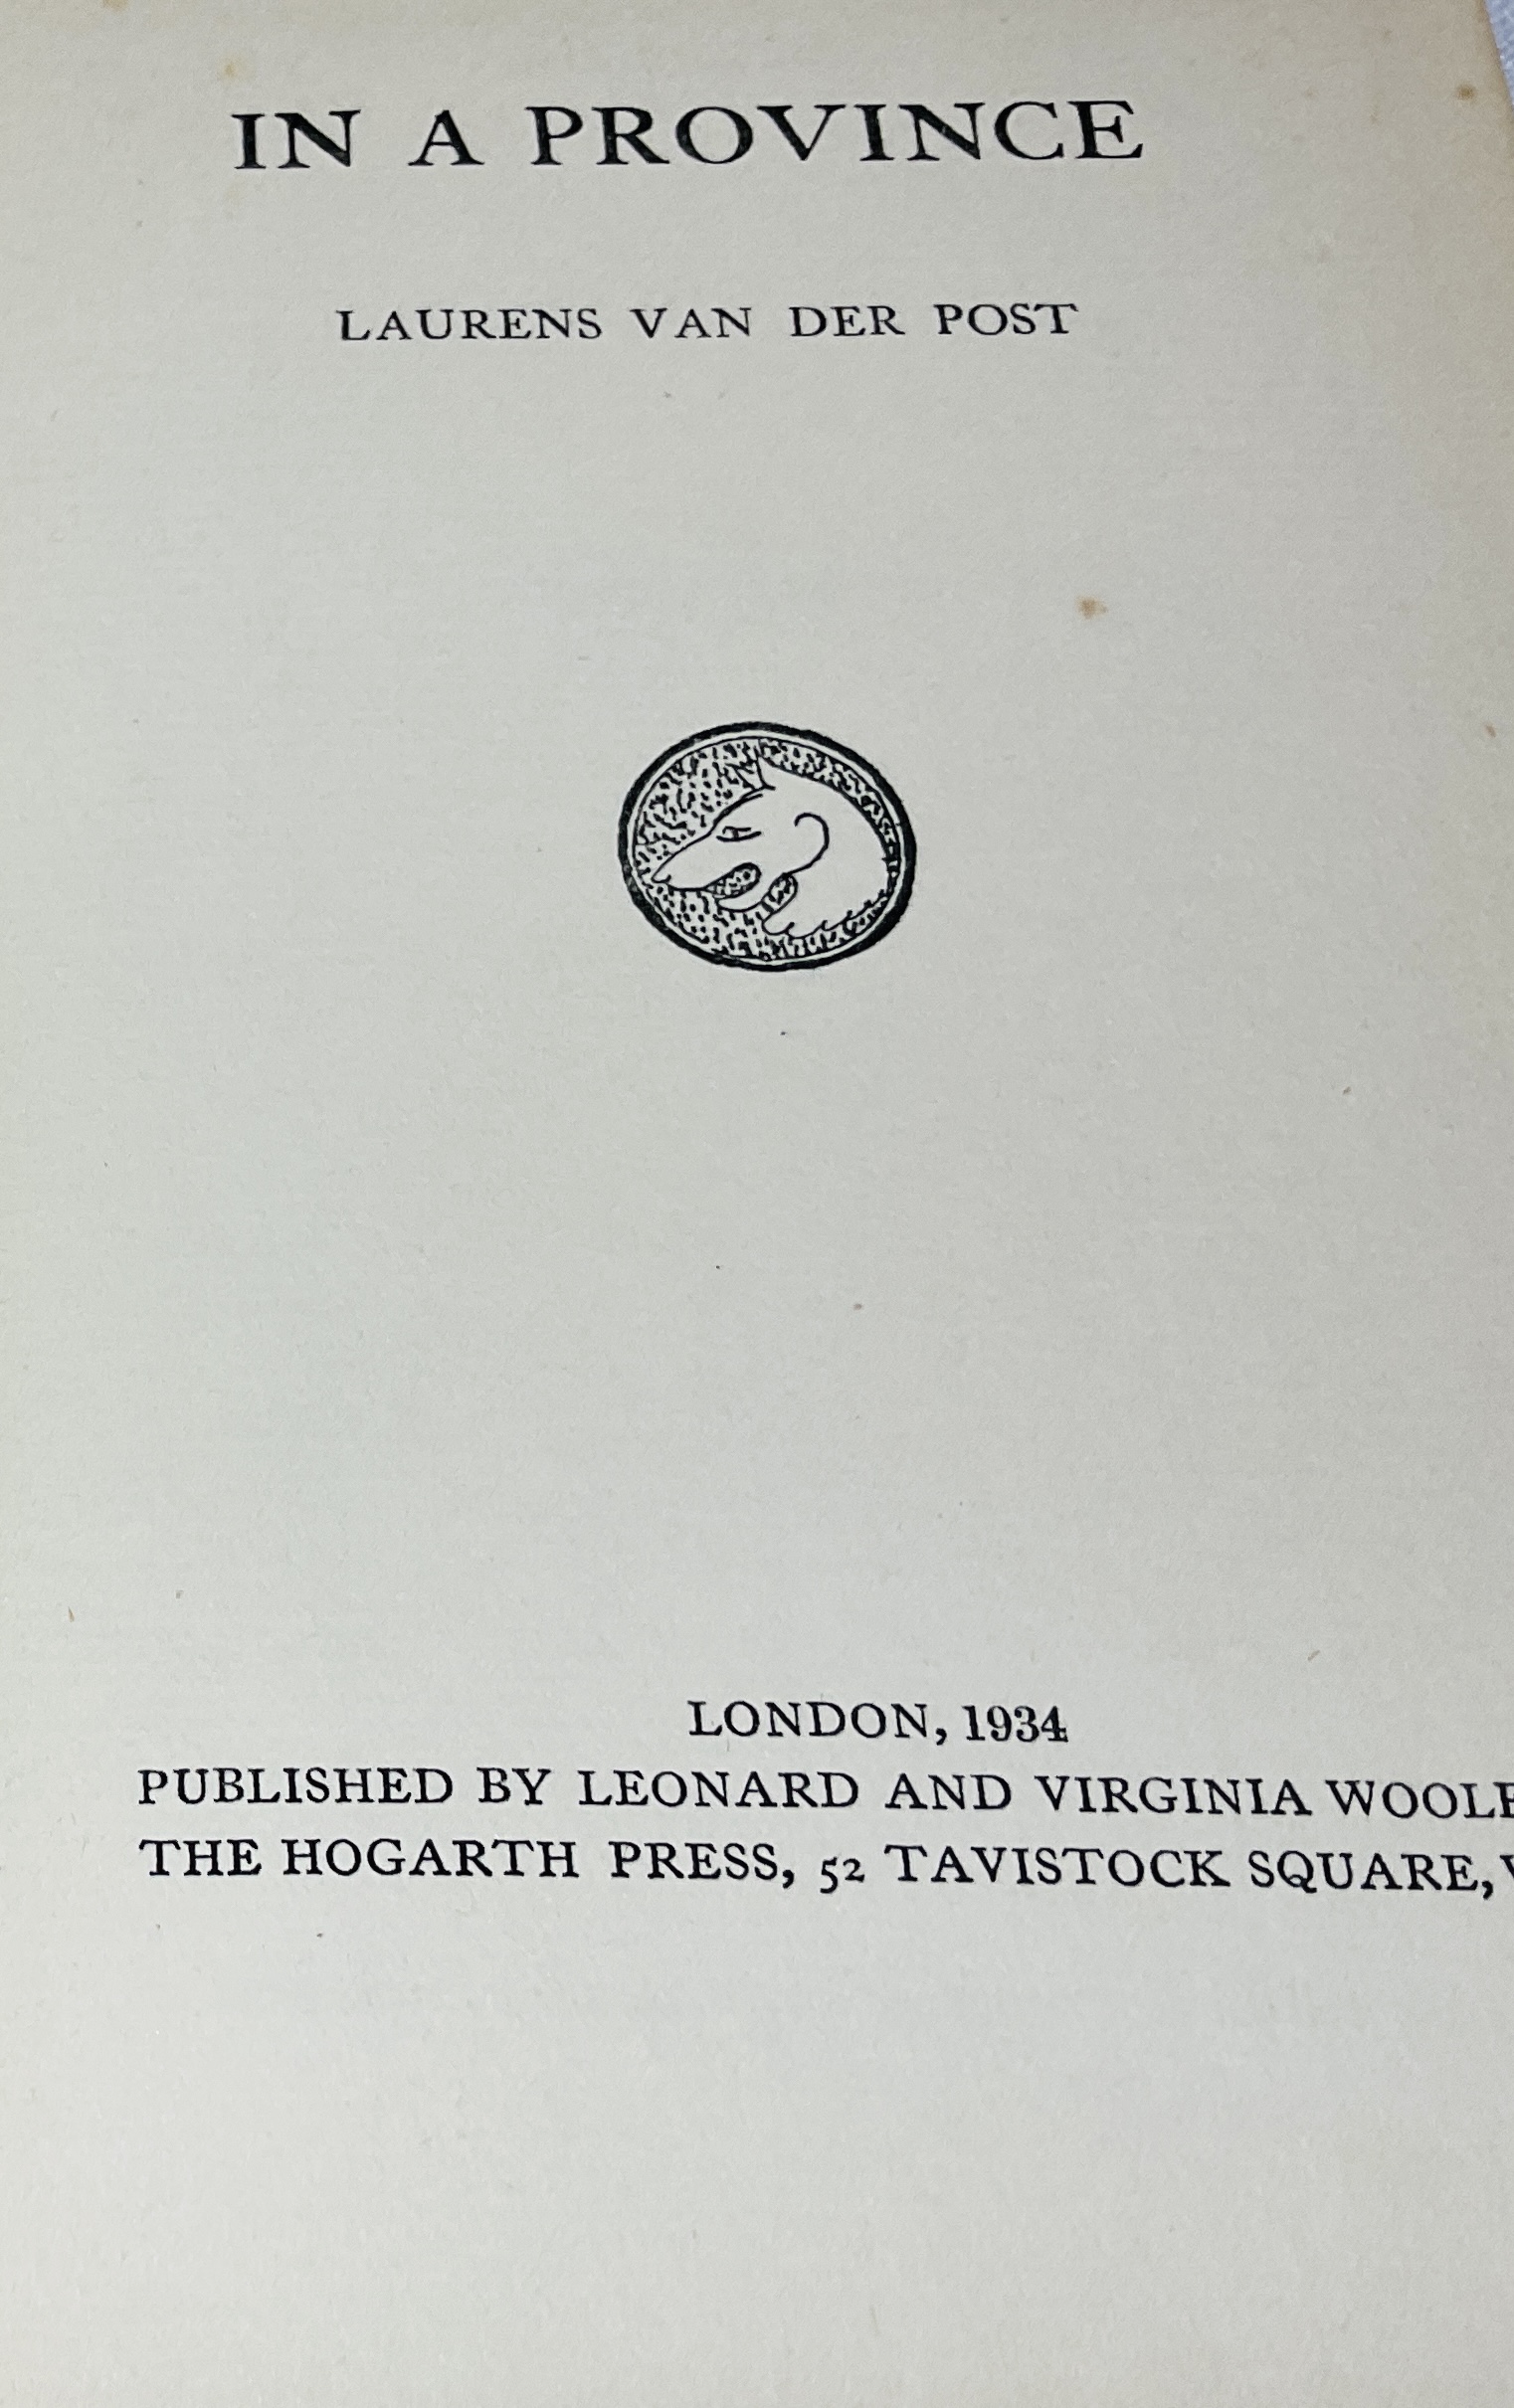 IN A PROVINCE
LAURENS VAN DER POST
LONDON, 1934
PUBLISHED BY LEONARD AND VIRGINIA WOOLF
THE HOGARTH PRESS, 52 TAVISTOCK SQUARE,